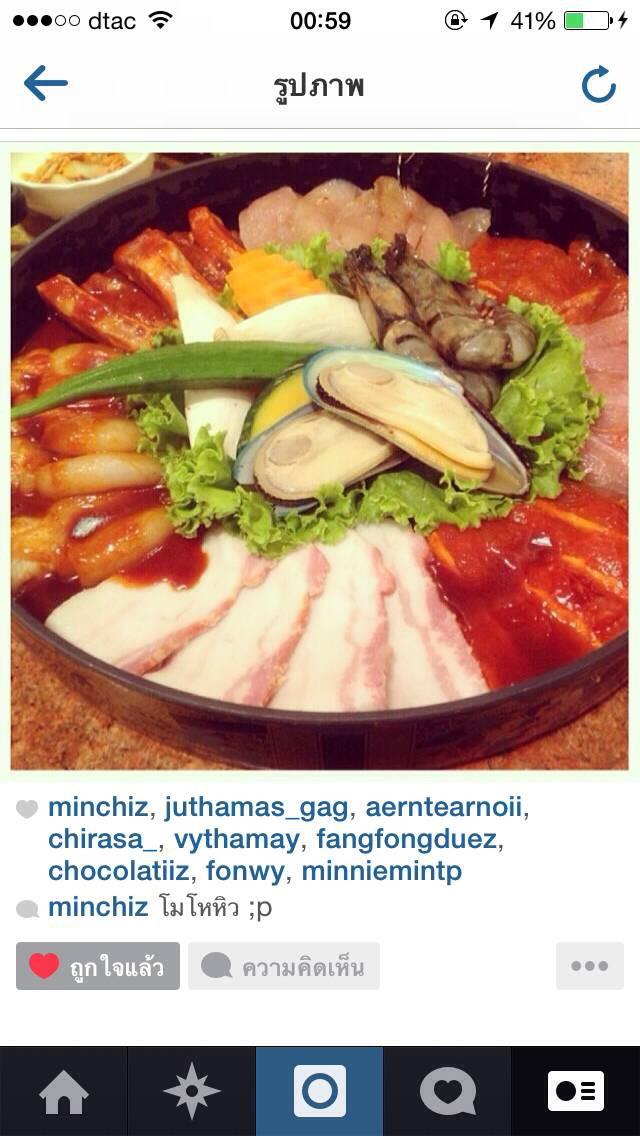 dtac 00:59 41%
รูปภาพ
minchiz, juthamas_gag, aerntearnoii,
chirasa_, vythamay, fangfongduez,
chocolatiiz, fonwy, minniemintp
minchiz โมโหหิว ;p
ถูกใจแล้ว ความคิดเห็น